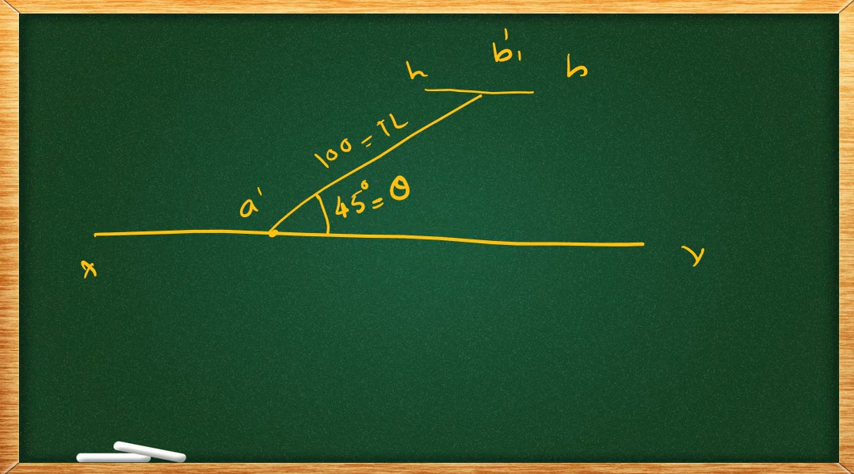 h b'₁ h
100 = TL
a' 45° = θ
x y